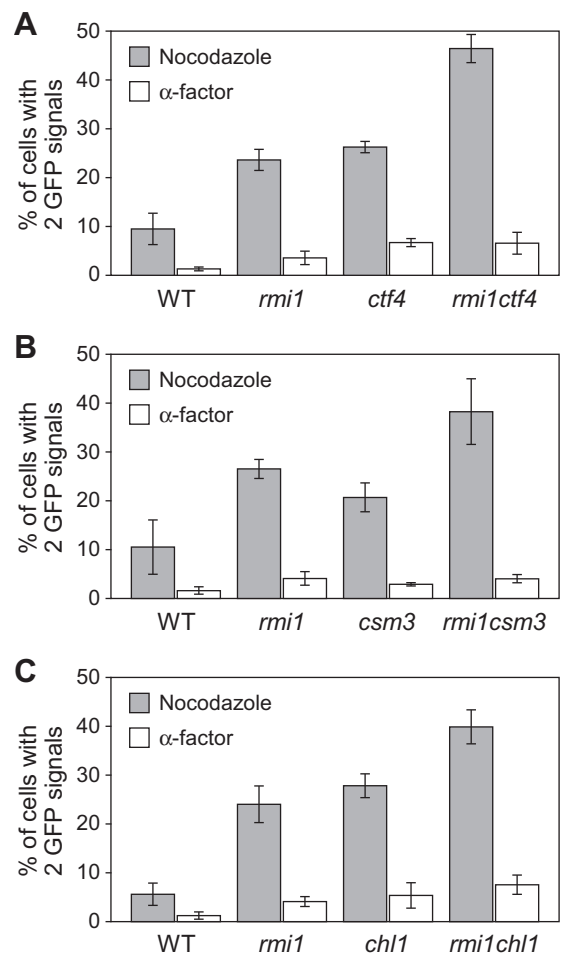 A
% of cells with
2 GFP signals
50
40
30
20
10
0
Nocodazole
α-factor
WT rmi1 ctf4 rmi1ctf4
B
% of cells with
2 GFP signals
50
40
30
20
10
0
Nocodazole
α-factor
WT rmi1 csm3 rmi1csm3
C
% of cells with
2 GFP signals
50
40
30
20
10
0
Nocodazole
α-factor
WT rmi1 chl1 rmi1chl1